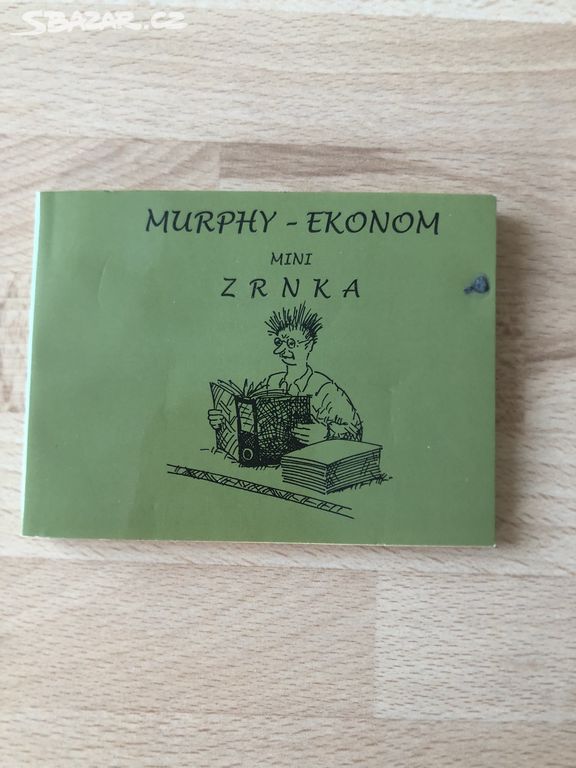 SBAZAR.CZ
MURPHY - EKONOM
MINI
ZRNKA